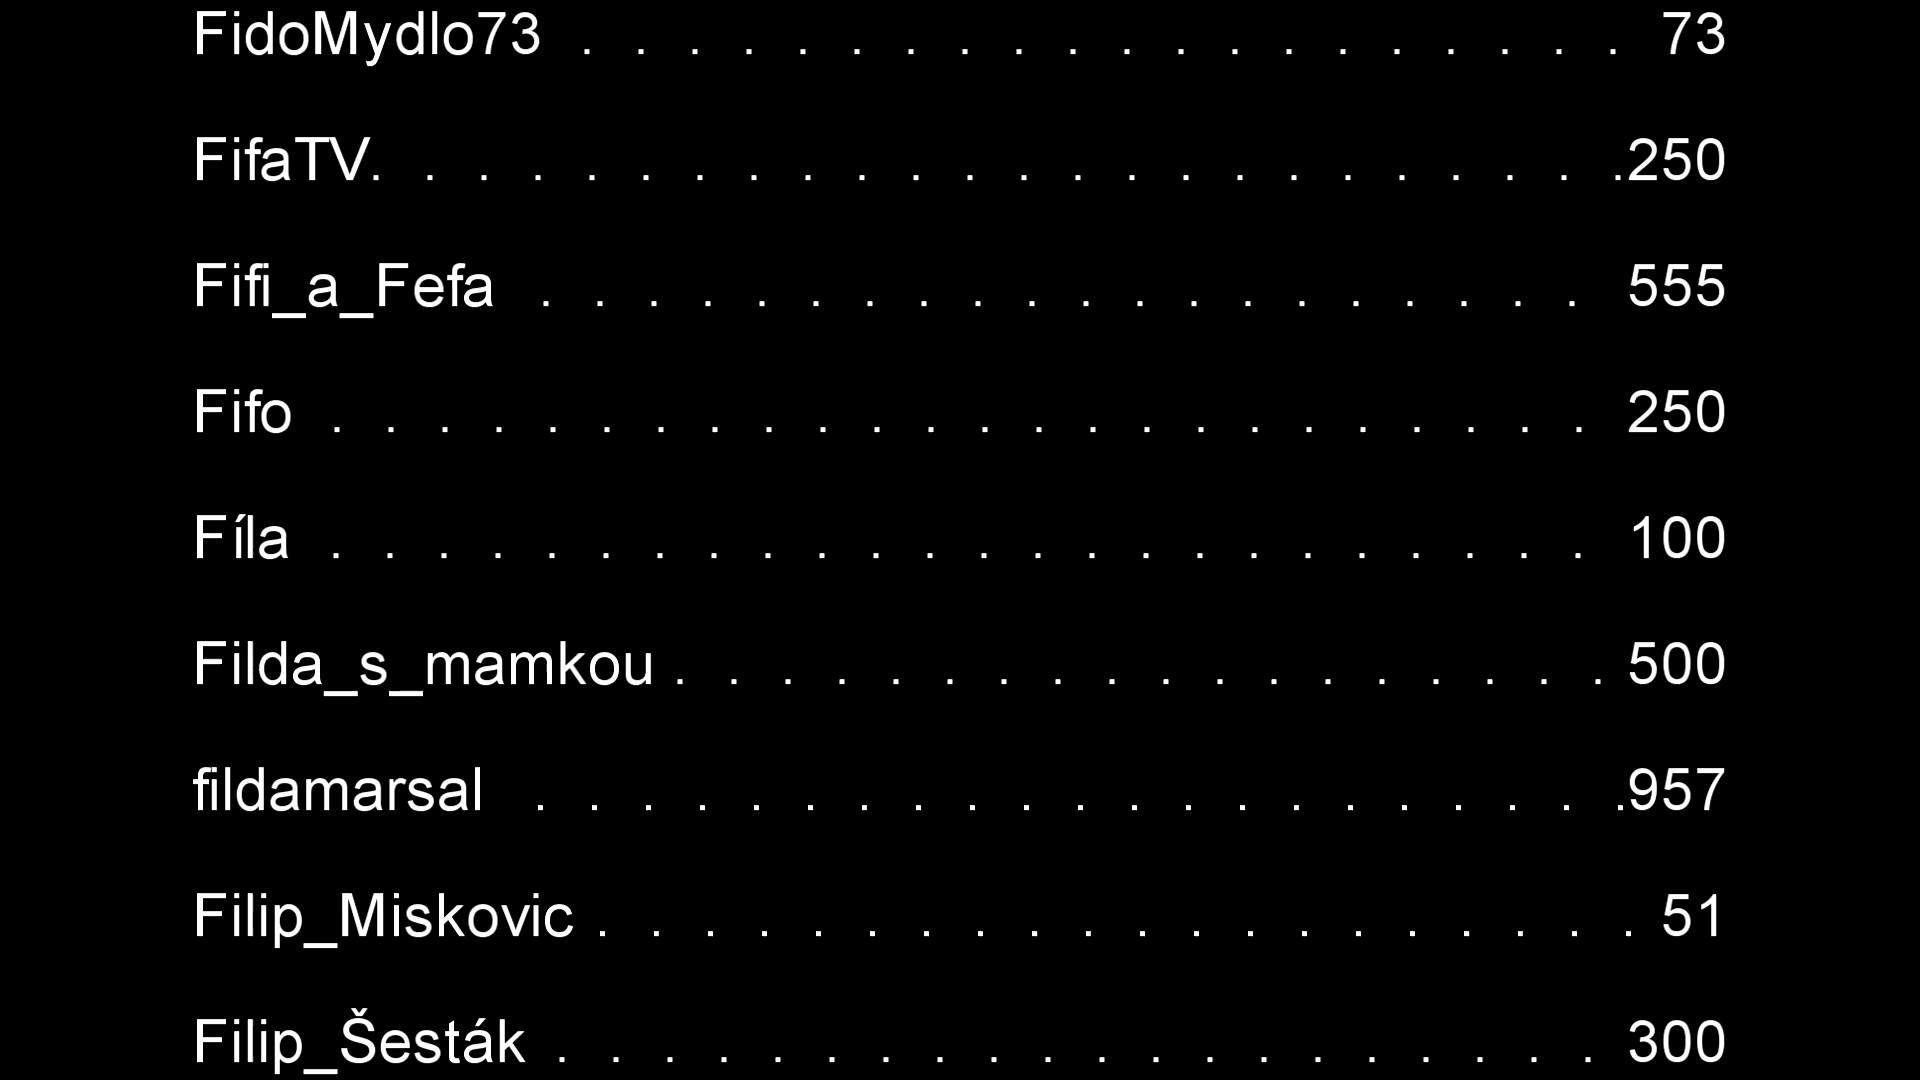 FidoMydlo73 . . . . . . . . . . . . . . . . . . . . 73
FifaTV. . . . . . . . . . . . . . . . . . . . . . . .250
Fifi_a_Fefa . . . . . . . . . . . . . . . . . . . . 555
Fifo . . . . . . . . . . . . . . . . . . . . . . . . 250
Fíla . . . . . . . . . . . . . . . . . . . . . . . . 100
Filda_s_mamkou . . . . . . . . . . . . . . . . . . 500
fildamarsal . . . . . . . . . . . . . . . . . . . . .957
Filip_Miskovic . . . . . . . . . . . . . . . . . . . . 51
Filip_Šesták . . . . . . . . . . . . . . . . . . . . 300